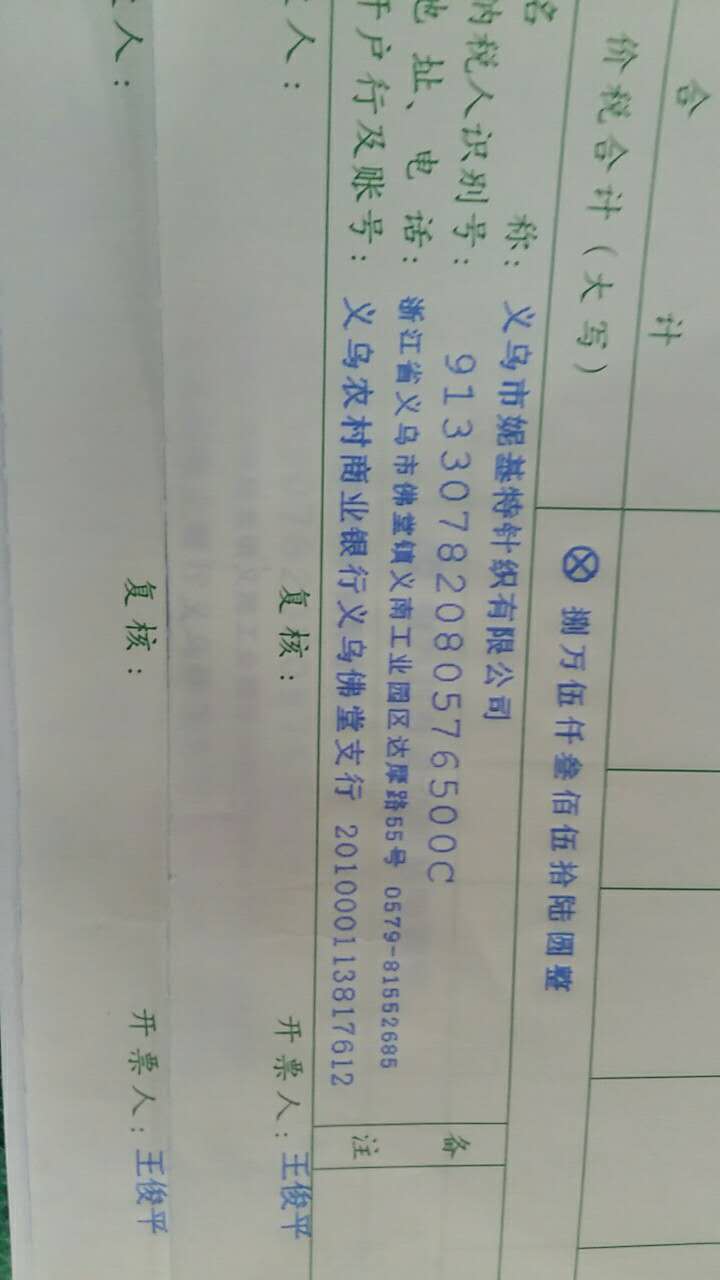 合 计
价税合计（大写） ⊗ 捌万伍仟叁佰伍拾陆圆整
名 称：义乌市妮基特针织有限公司
纳税人识别号：91330782080576500C
地址、电话：浙江省义乌市佛堂镇义南工业园区达摩路55号 0579-81552685
开户行及账号：义乌农村商业银行义乌佛堂支行 201000113817612
备注
人： 复核： 开票人：王俊平
人： 复核： 开票人：王俊平